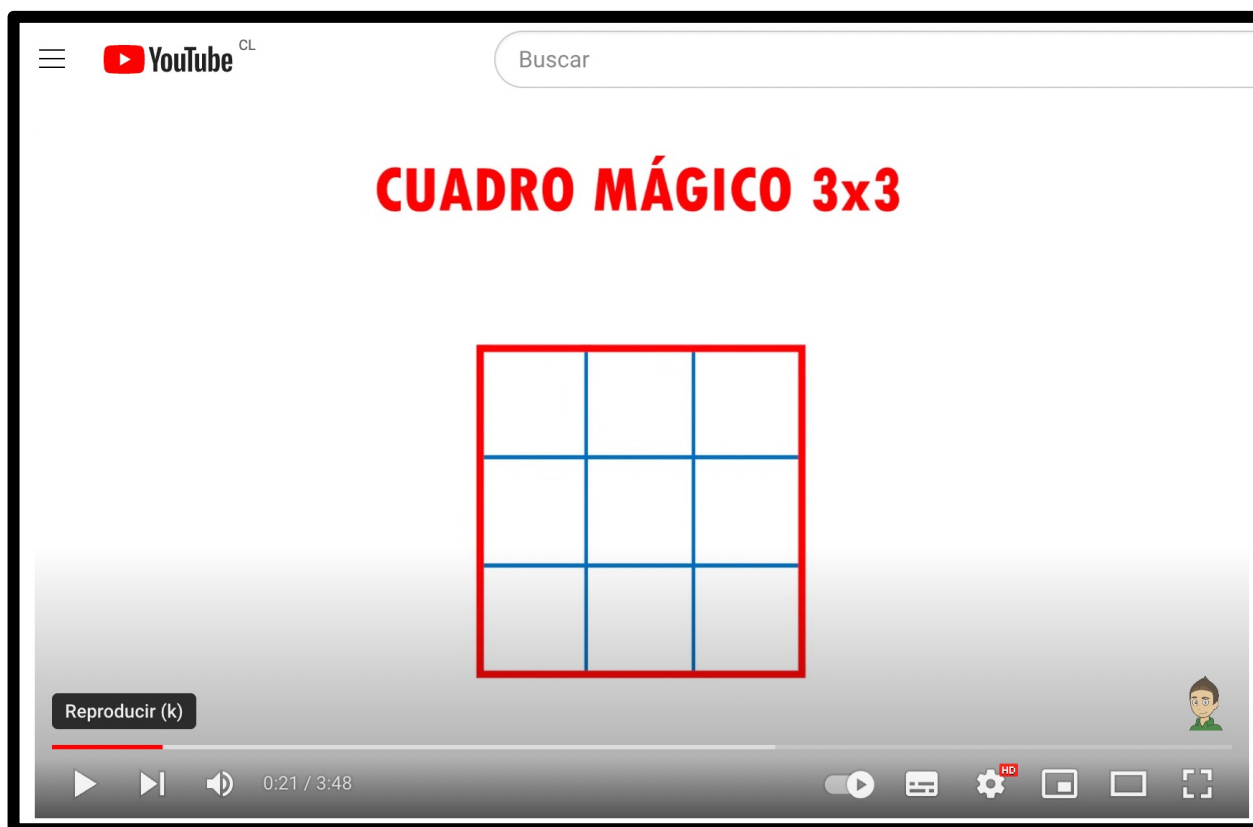 YouTube CL
Buscar
CUADRO MÁGICO 3x3
Reproducir (k)
0:21 / 3:48
HD